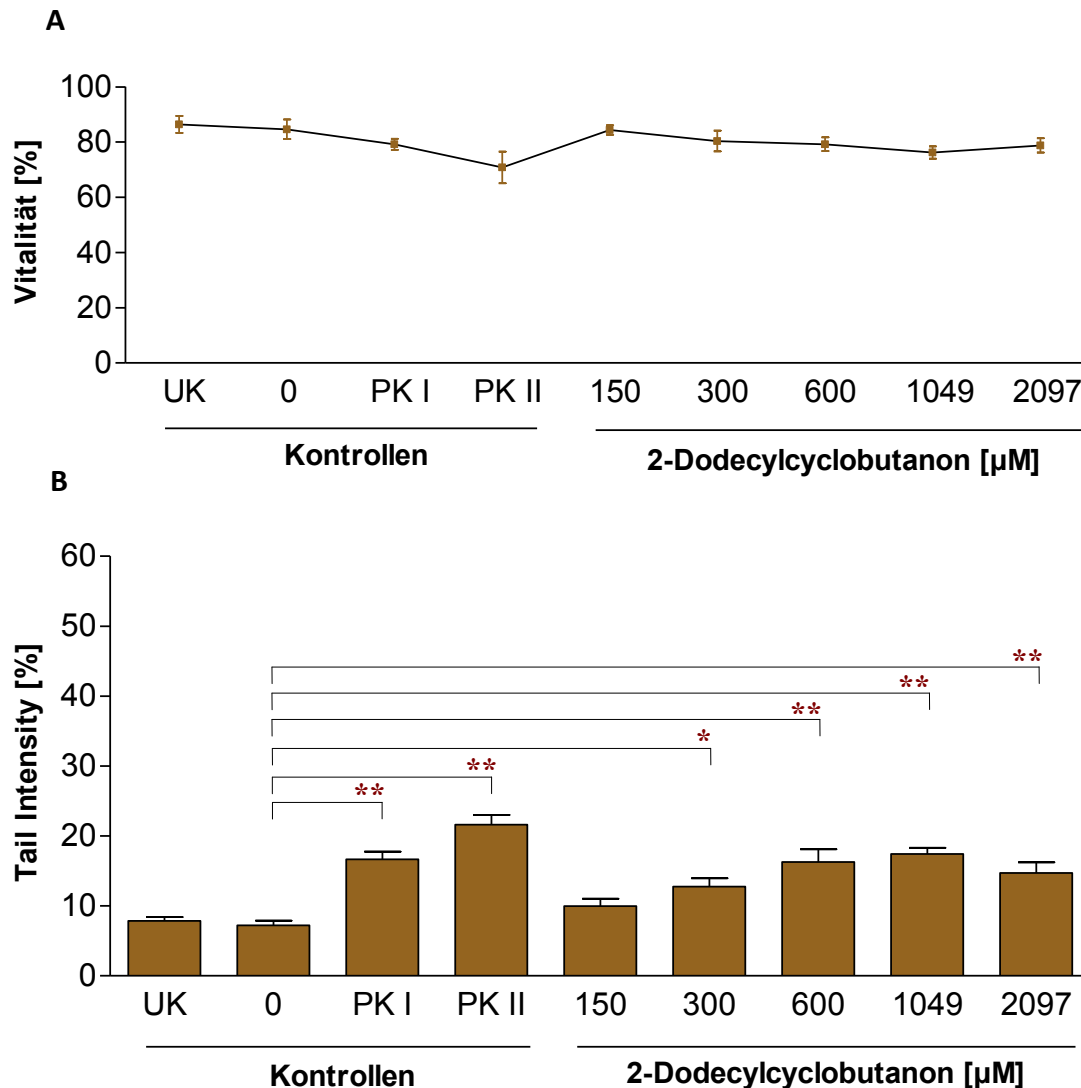 A
Vitalität [%]
100
80
60
40
20
0
UK 0 PK I PK II 150 300 600 1049 2097
Kontrollen 2-Dodecylcyclobutanon [µM]
B
Tail Intensity [%]
60
50
40
30
20
10
0
**
**
**
*
**
**
UK 0 PK I PK II 150 300 600 1049 2097
Kontrollen 2-Dodecylcyclobutanon [µM]